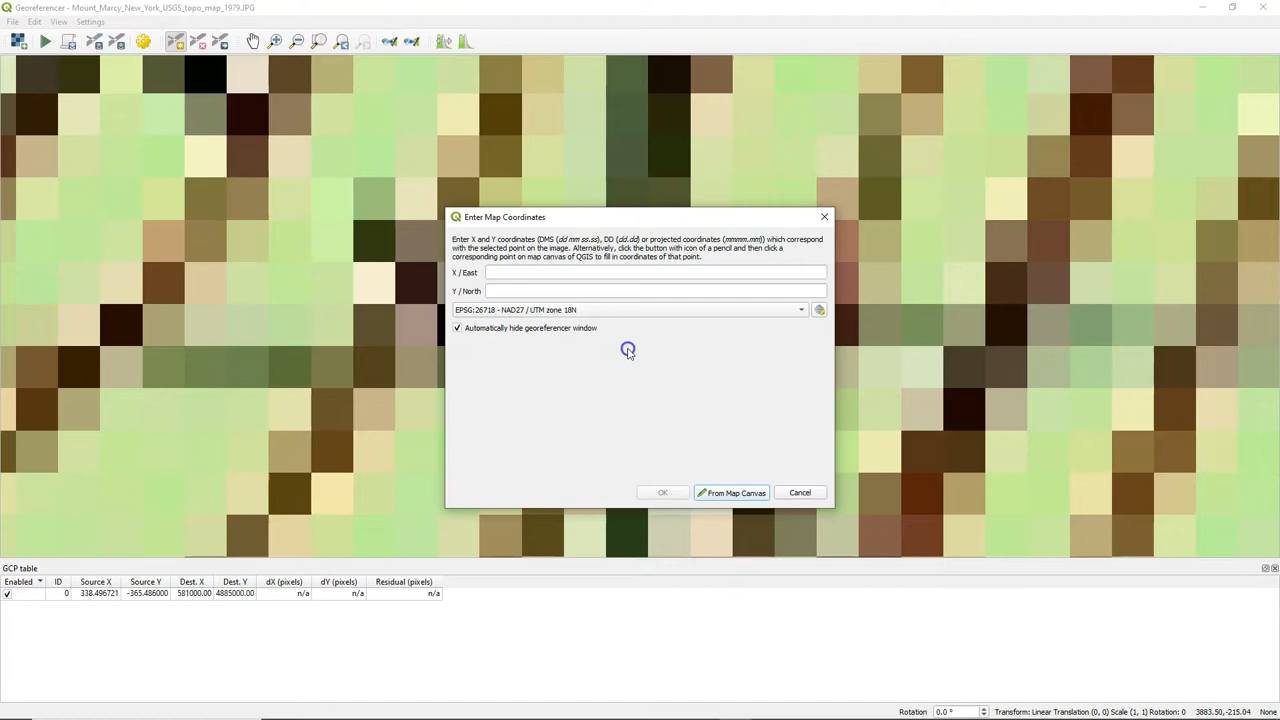 Georeferencer - Mount_Marcy_New_York_USGS_topo_map_1979.JPG
File Edit View Settings
Enter Map Coordinates
Enter X and Y coordinates (DMS (dd mm ss.ss), DD (dd.dd) or projected coordinates (mmmm.mm)) which correspond
with the selected point on the image. Alternatively, click the button with icon of a pencil and then click a
corresponding point on map canvas of QGIS to fill in coordinates of that point.
X / East
Y / North
EPSG:26718 - NAD27 / UTM zone 18N
Automatically hide georeferencer window
OK From Map Canvas Cancel
GCP table
Enabled ID Source X Source Y Dest. X Dest. Y dX (pixels) dY (pixels) Residual (pixels)
0 338.496721 -365.486000 581000.00 4885000.00 n/a n/a n/a
Rotation 0.0 ° Transform: Linear Translation (0, 0) Scale (1, 1) Rotation: 0 3883.50,-215.04 None